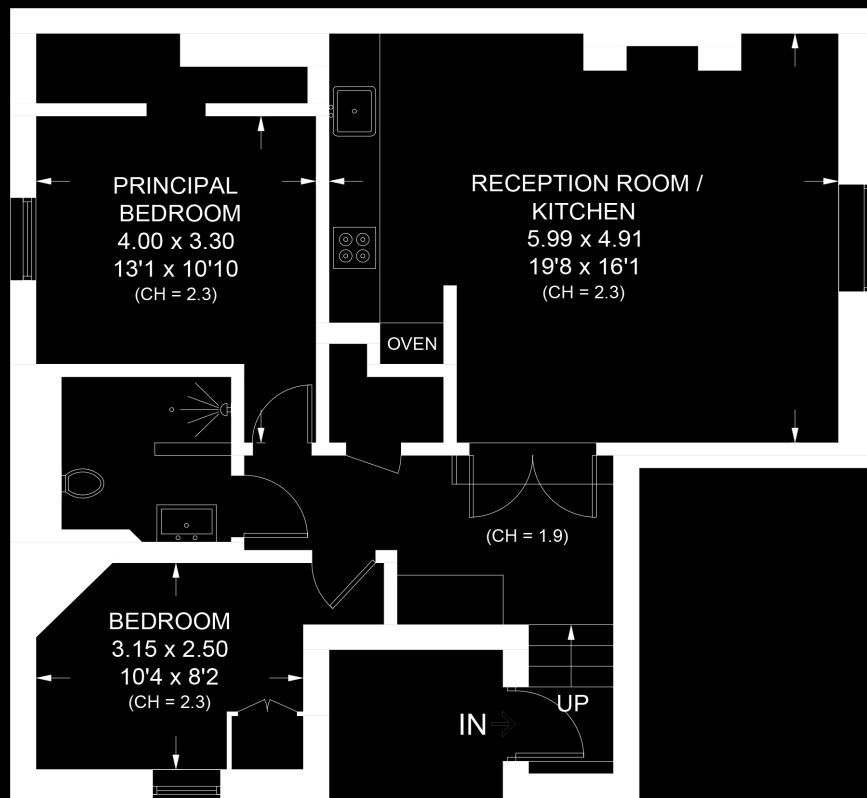 PRINCIPAL
BEDROOM
4.00 x 3.30
13'1 x 10'10
(CH = 2.3)
RECEPTION ROOM /
KITCHEN
5.99 x 4.91
19'8 x 16'1
(CH = 2.3)
OVEN
(CH = 1.9)
BEDROOM
3.15 x 2.50
10'4 x 8'2
(CH = 2.3)
UP
IN